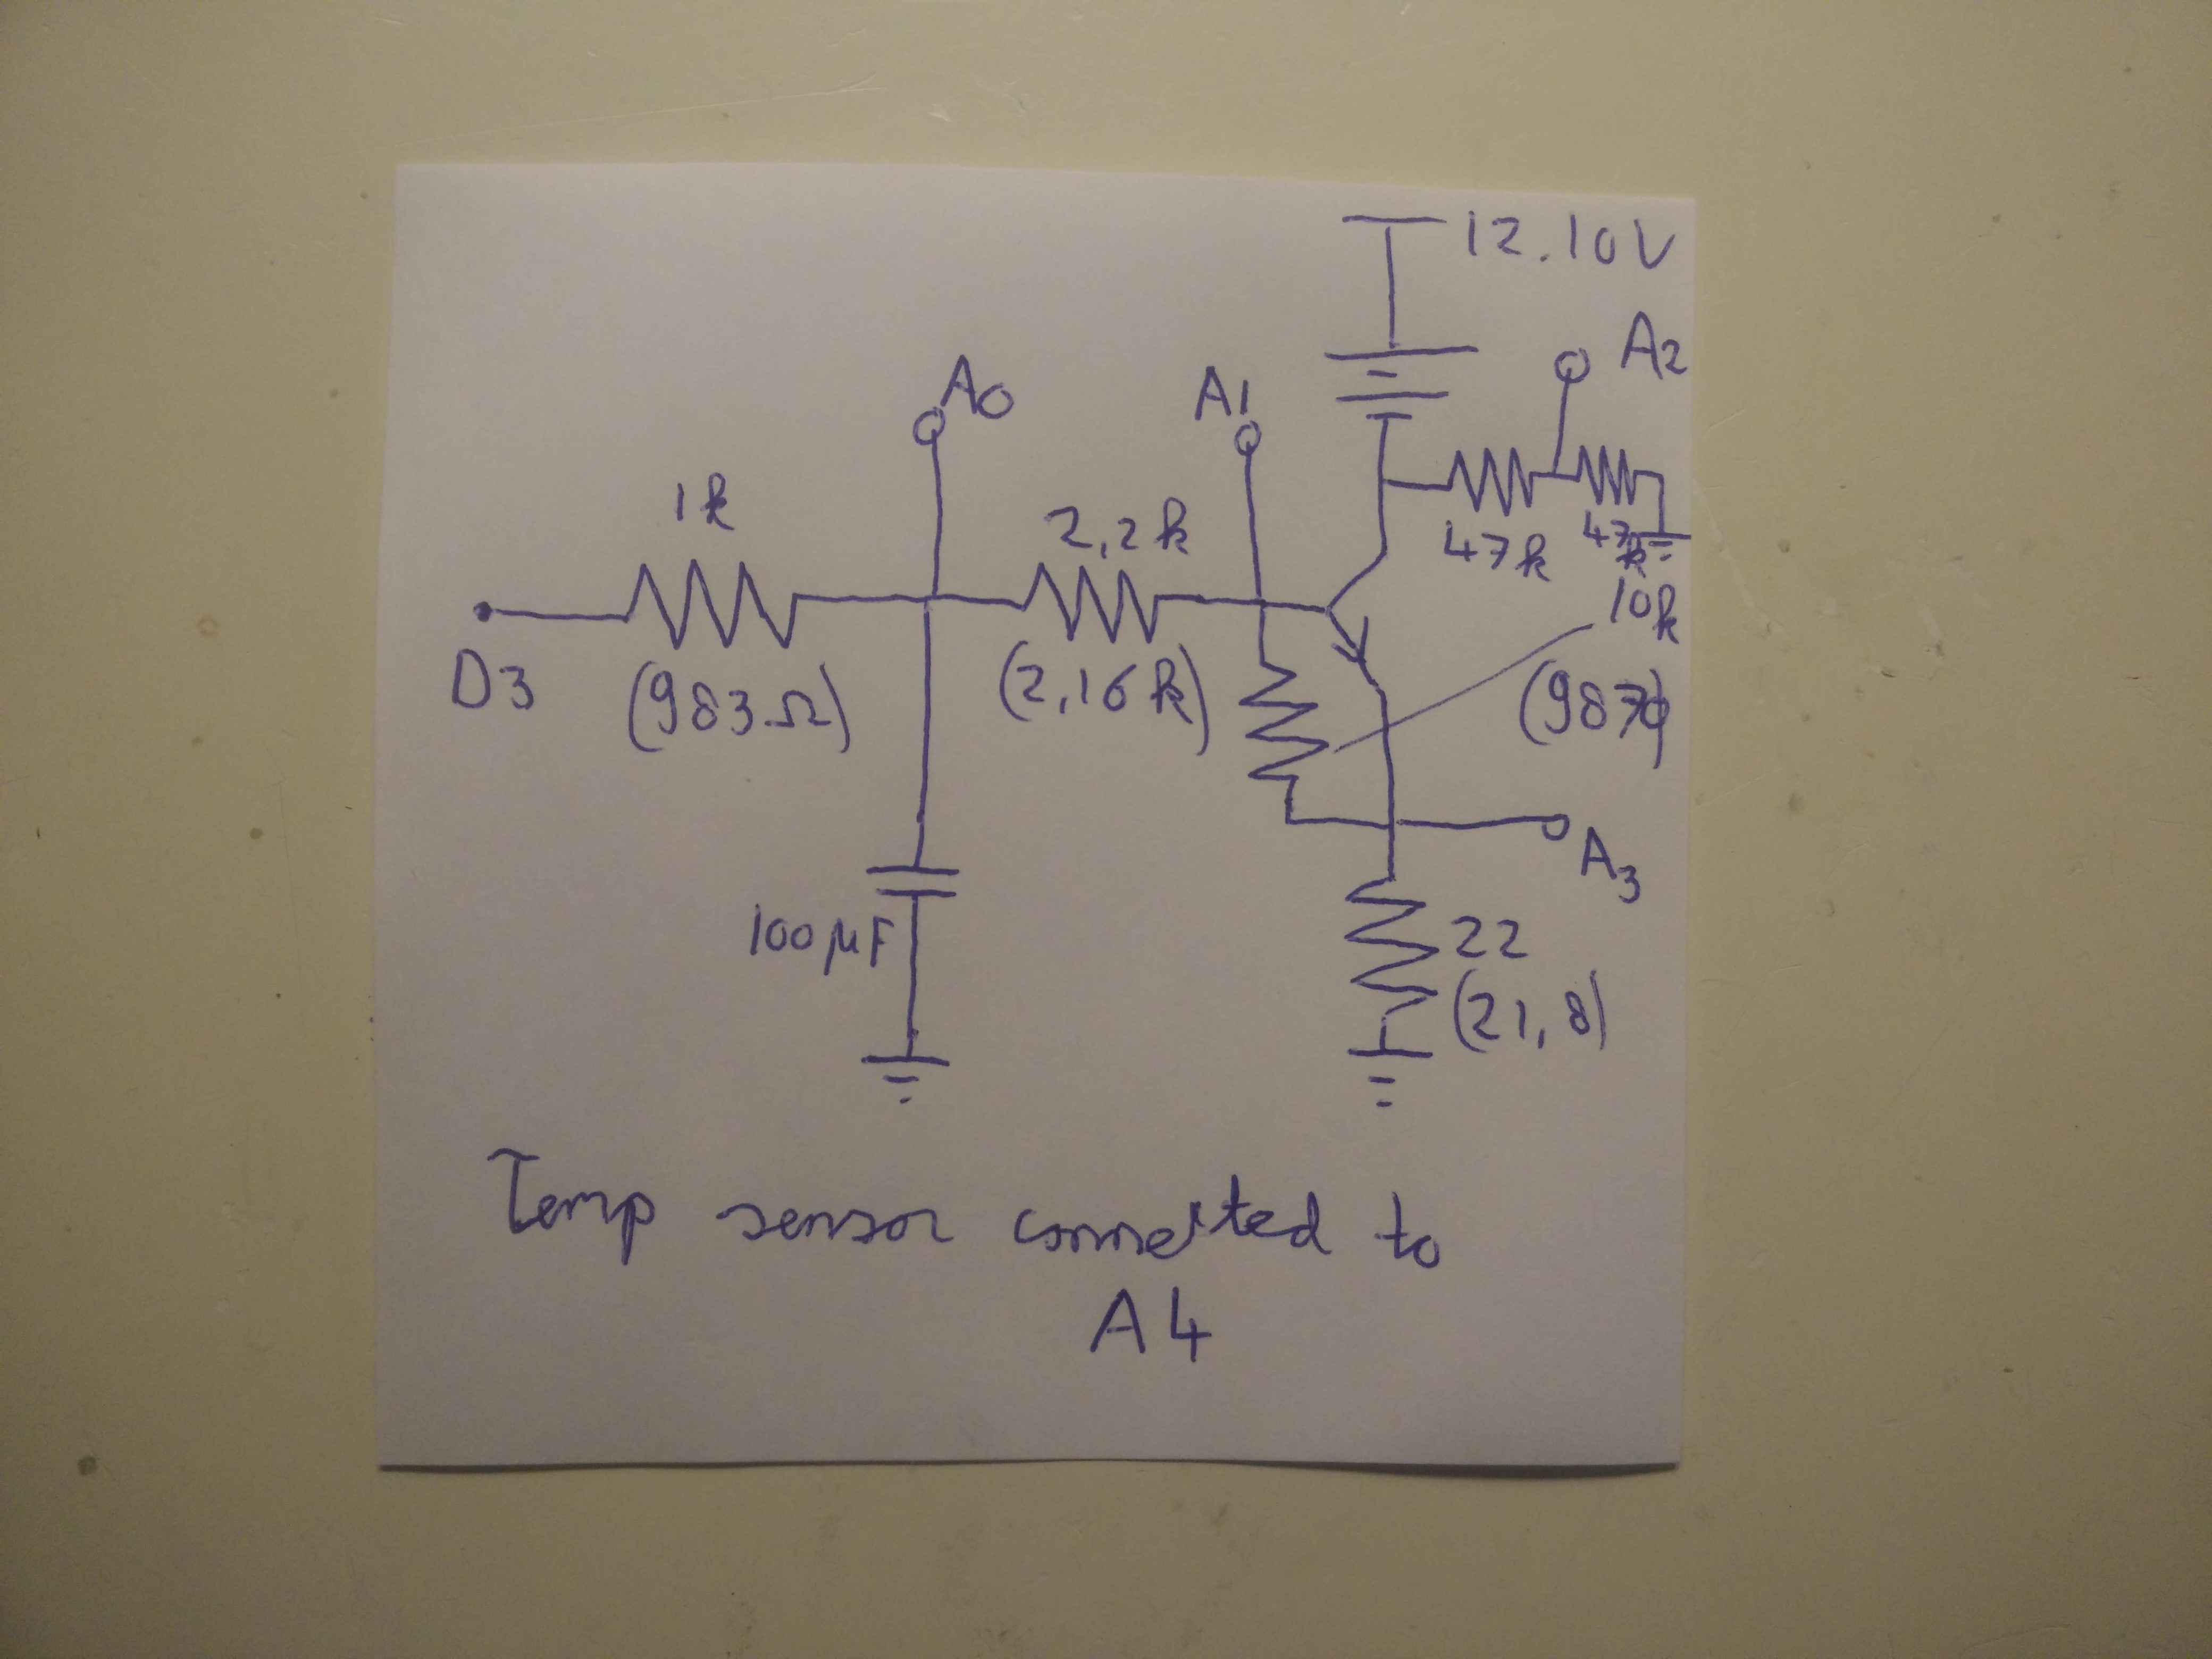 12.10V
A2
A0
A1
1k
2,2k
47k
47k
10k
D3
(983Ω)
(2,16k)
(9870)
A3
100µF
22
(21,8)
Temp sensor connected to
A4